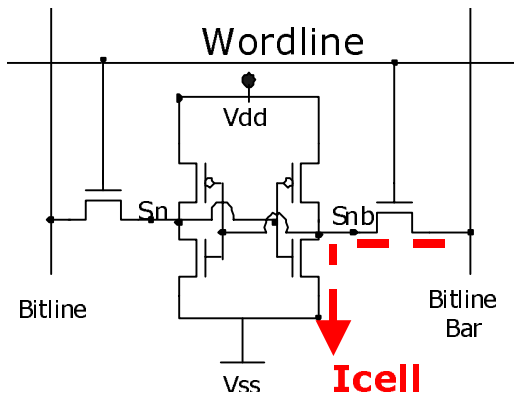 Wordline
Vdd
Sn
Snb
Bitline
Bitline
Bar
Vss
Icell